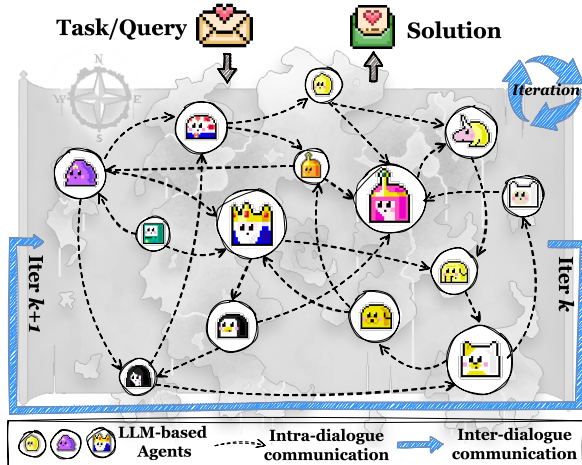 Task/Query
Solution
Iteration
N
W
E
S
Iter k+1
Iter k
LLM-based
Agents
Intra-dialogue
communication
Inter-dialogue
communication